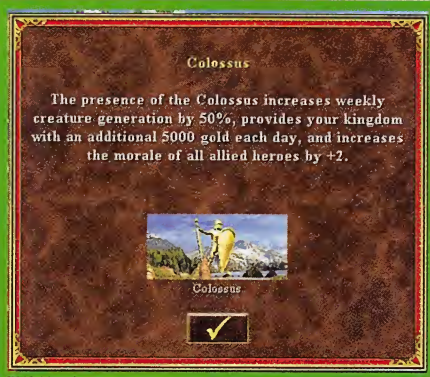 Colossus
The presence of the Colossus increases weekly
creature generation by 50%, provides your kingdom
with an additional 5000 gold each day, and increases
the morale of all allied heroes by +2.
Colossus